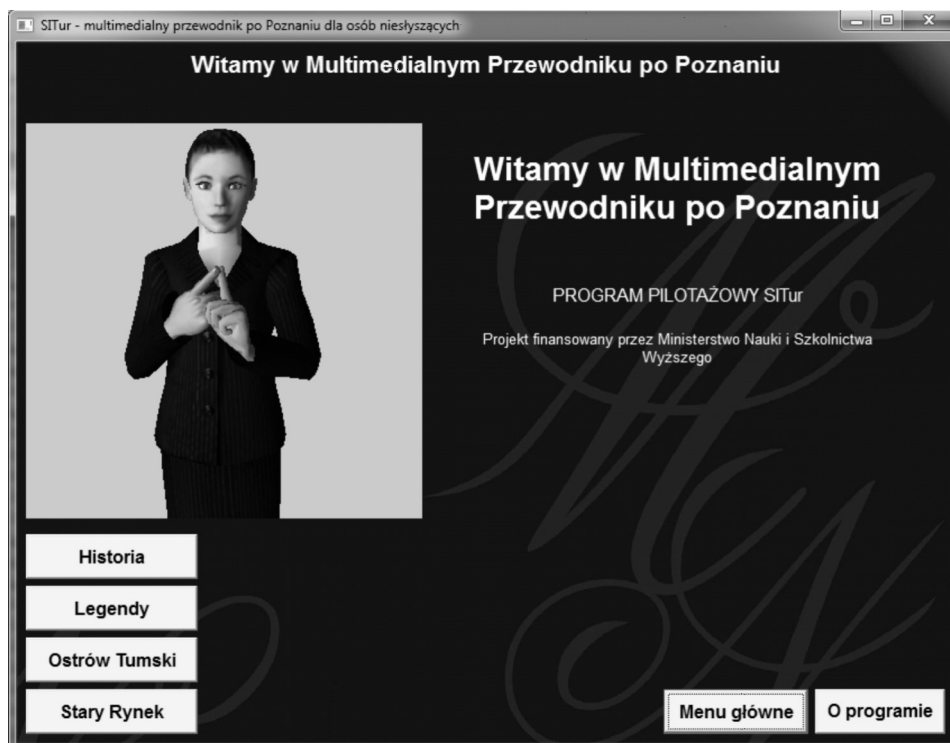 SITur - multimedialny przewodnik po Poznaniu dla osób niesłyszących
Witamy w Multimedialnym Przewodniku po Poznaniu
Witamy w Multimedialnym
Przewodniku po Poznaniu
PROGRAM PILOTAŻOWY SITur
Projekt finansowany przez Ministerstwo Nauki i Szkolnictwa
Wyższego
Historia
Legendy
Ostrów Tumski
Stary Rynek
Menu główne
O programie